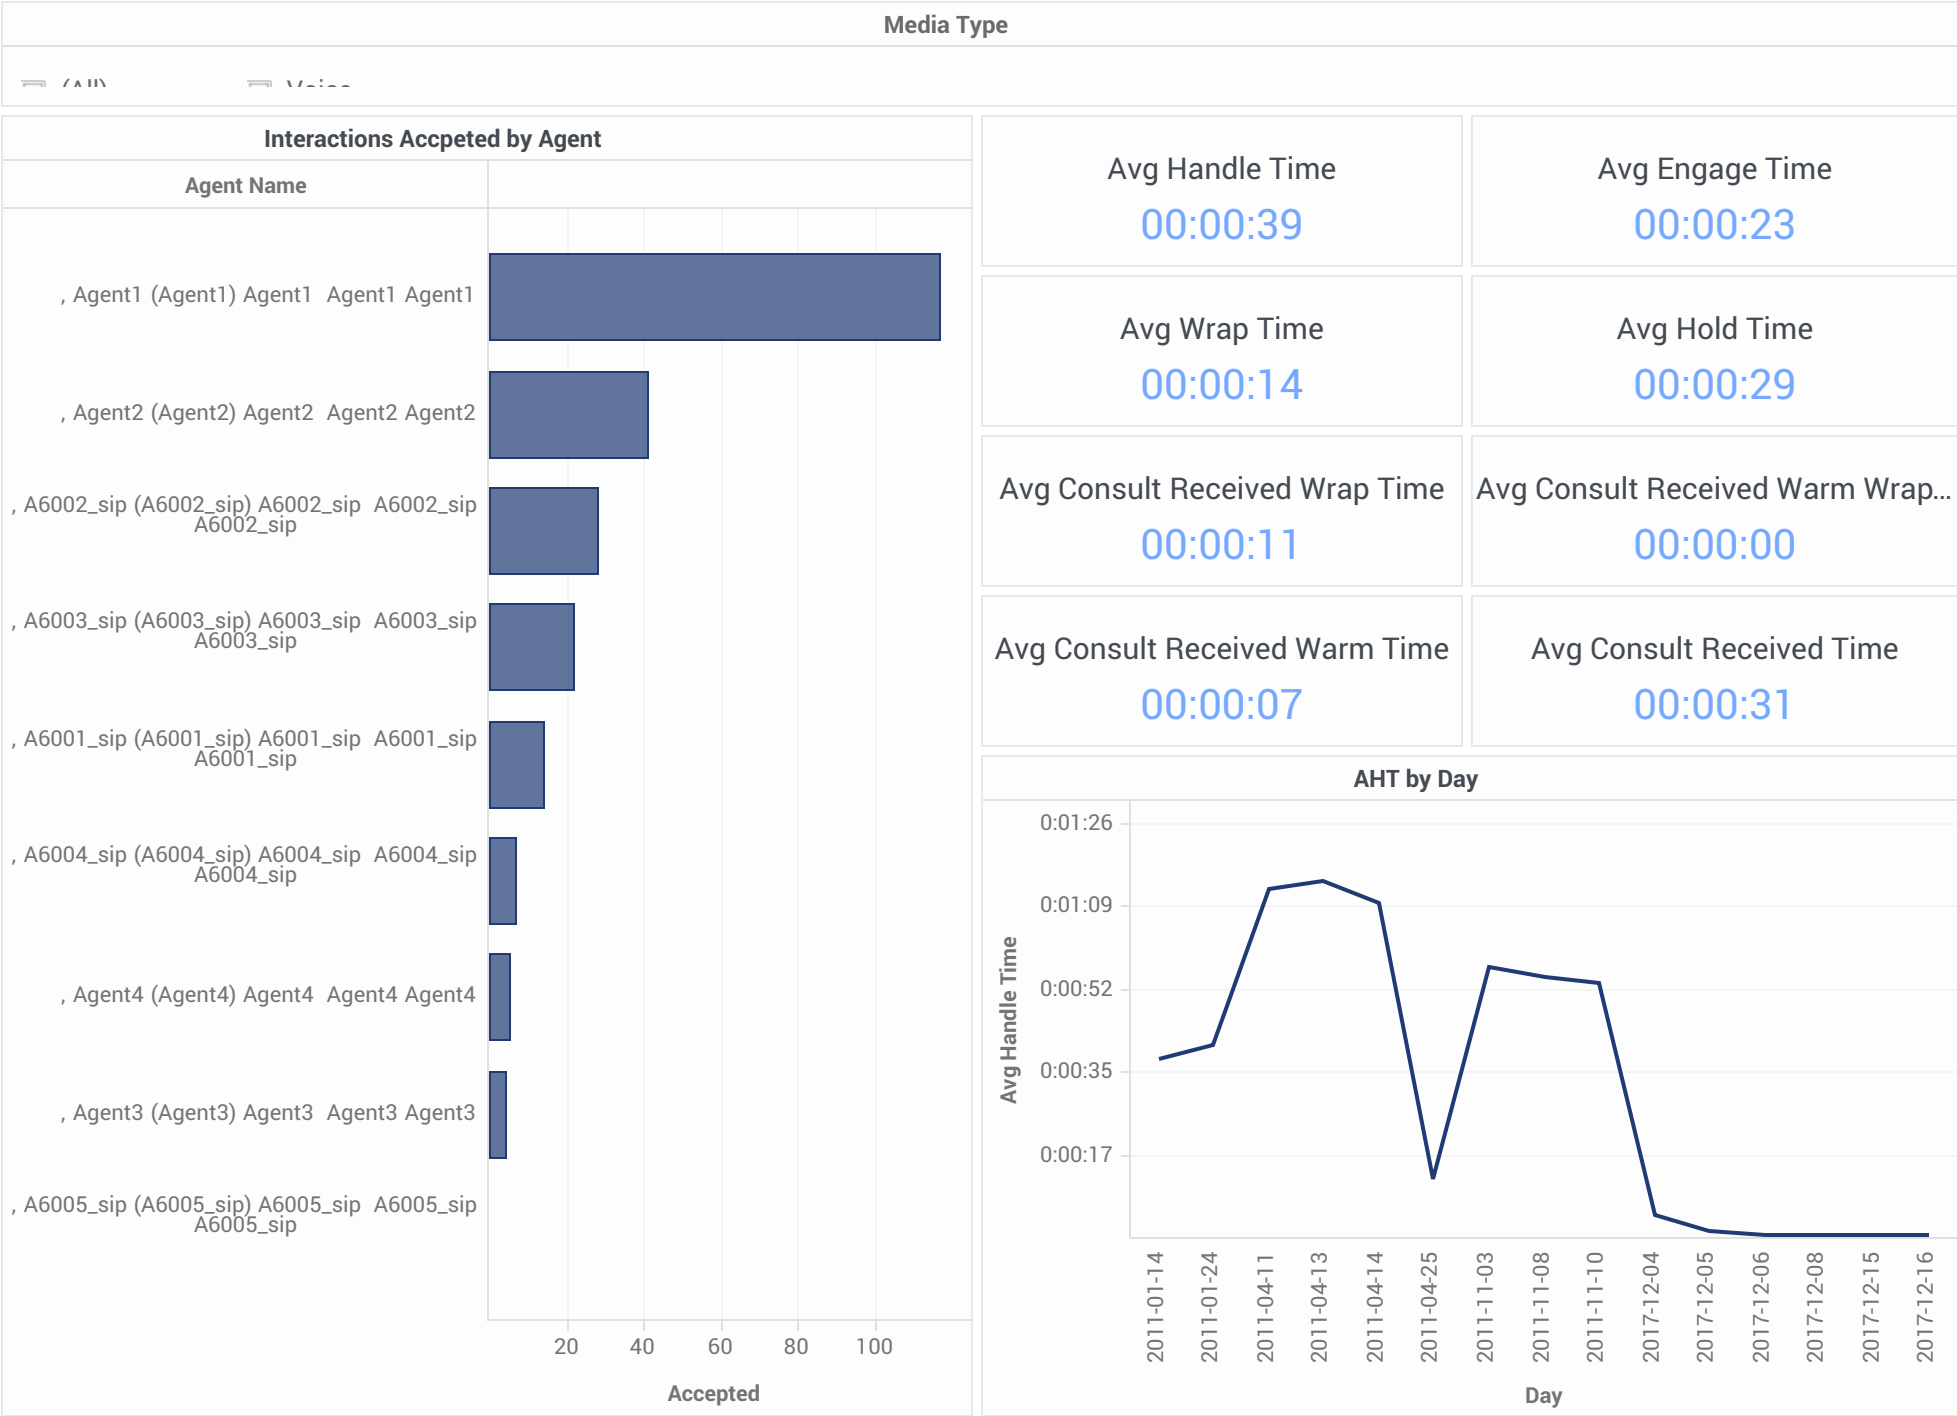 Media Type
(All) Voice
Interactions Accpeted by Agent
Agent Name
, Agent1 (Agent1) Agent1  Agent1 Agent1
, Agent2 (Agent2) Agent2  Agent2 Agent2
, A6002_sip (A6002_sip) A6002_sip  A6002_sip
A6002_sip
, A6003_sip (A6003_sip) A6003_sip  A6003_sip
A6003_sip
, A6001_sip (A6001_sip) A6001_sip  A6001_sip
A6001_sip
, A6004_sip (A6004_sip) A6004_sip  A6004_sip
A6004_sip
, Agent4 (Agent4) Agent4  Agent4 Agent4
, Agent3 (Agent3) Agent3  Agent3 Agent3
, A6005_sip (A6005_sip) A6005_sip  A6005_sip
A6005_sip
20 40 60 80 100
Accepted
Avg Handle Time
00:00:39
Avg Engage Time
00:00:23
Avg Wrap Time
00:00:14
Avg Hold Time
00:00:29
Avg Consult Received Wrap Time
00:00:11
Avg Consult Received Warm Wrap...
00:00:00
Avg Consult Received Warm Time
00:00:07
Avg Consult Received Time
00:00:31
AHT by Day
Avg Handle Time
0:01:26
0:01:09
0:00:52
0:00:35
0:00:17
2011-01-14
2011-01-24
2011-04-11
2011-04-13
2011-04-14
2011-04-25
2011-11-03
2011-11-08
2011-11-10
2017-12-04
2017-12-05
2017-12-06
2017-12-08
2017-12-15
2017-12-16
Day